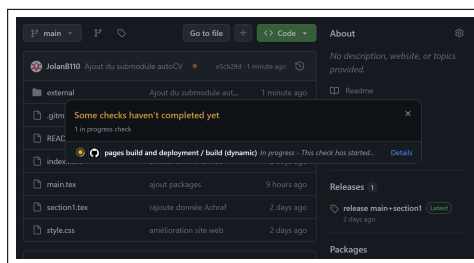 main
Go to file
Code
About
No description, website, or topics
provided.
JolanB110 Ajout du submodule autoCV e5cb29d · 1 minute ago
Readme
external Ajout du submodule aut... 1 minute ago
.gitm
Some checks haven't completed yet
1 in progress check
READ
pages build and deployment / build (dynamic) In progress - This check has started... Details
main.tex ajout packages 9 hours ago
Releases 1
section1.tex rajoute donnée Achraf 2 days ago
release main+section1 Latest
2 days ago
style.css amélioration site web 2 days ago
Packages